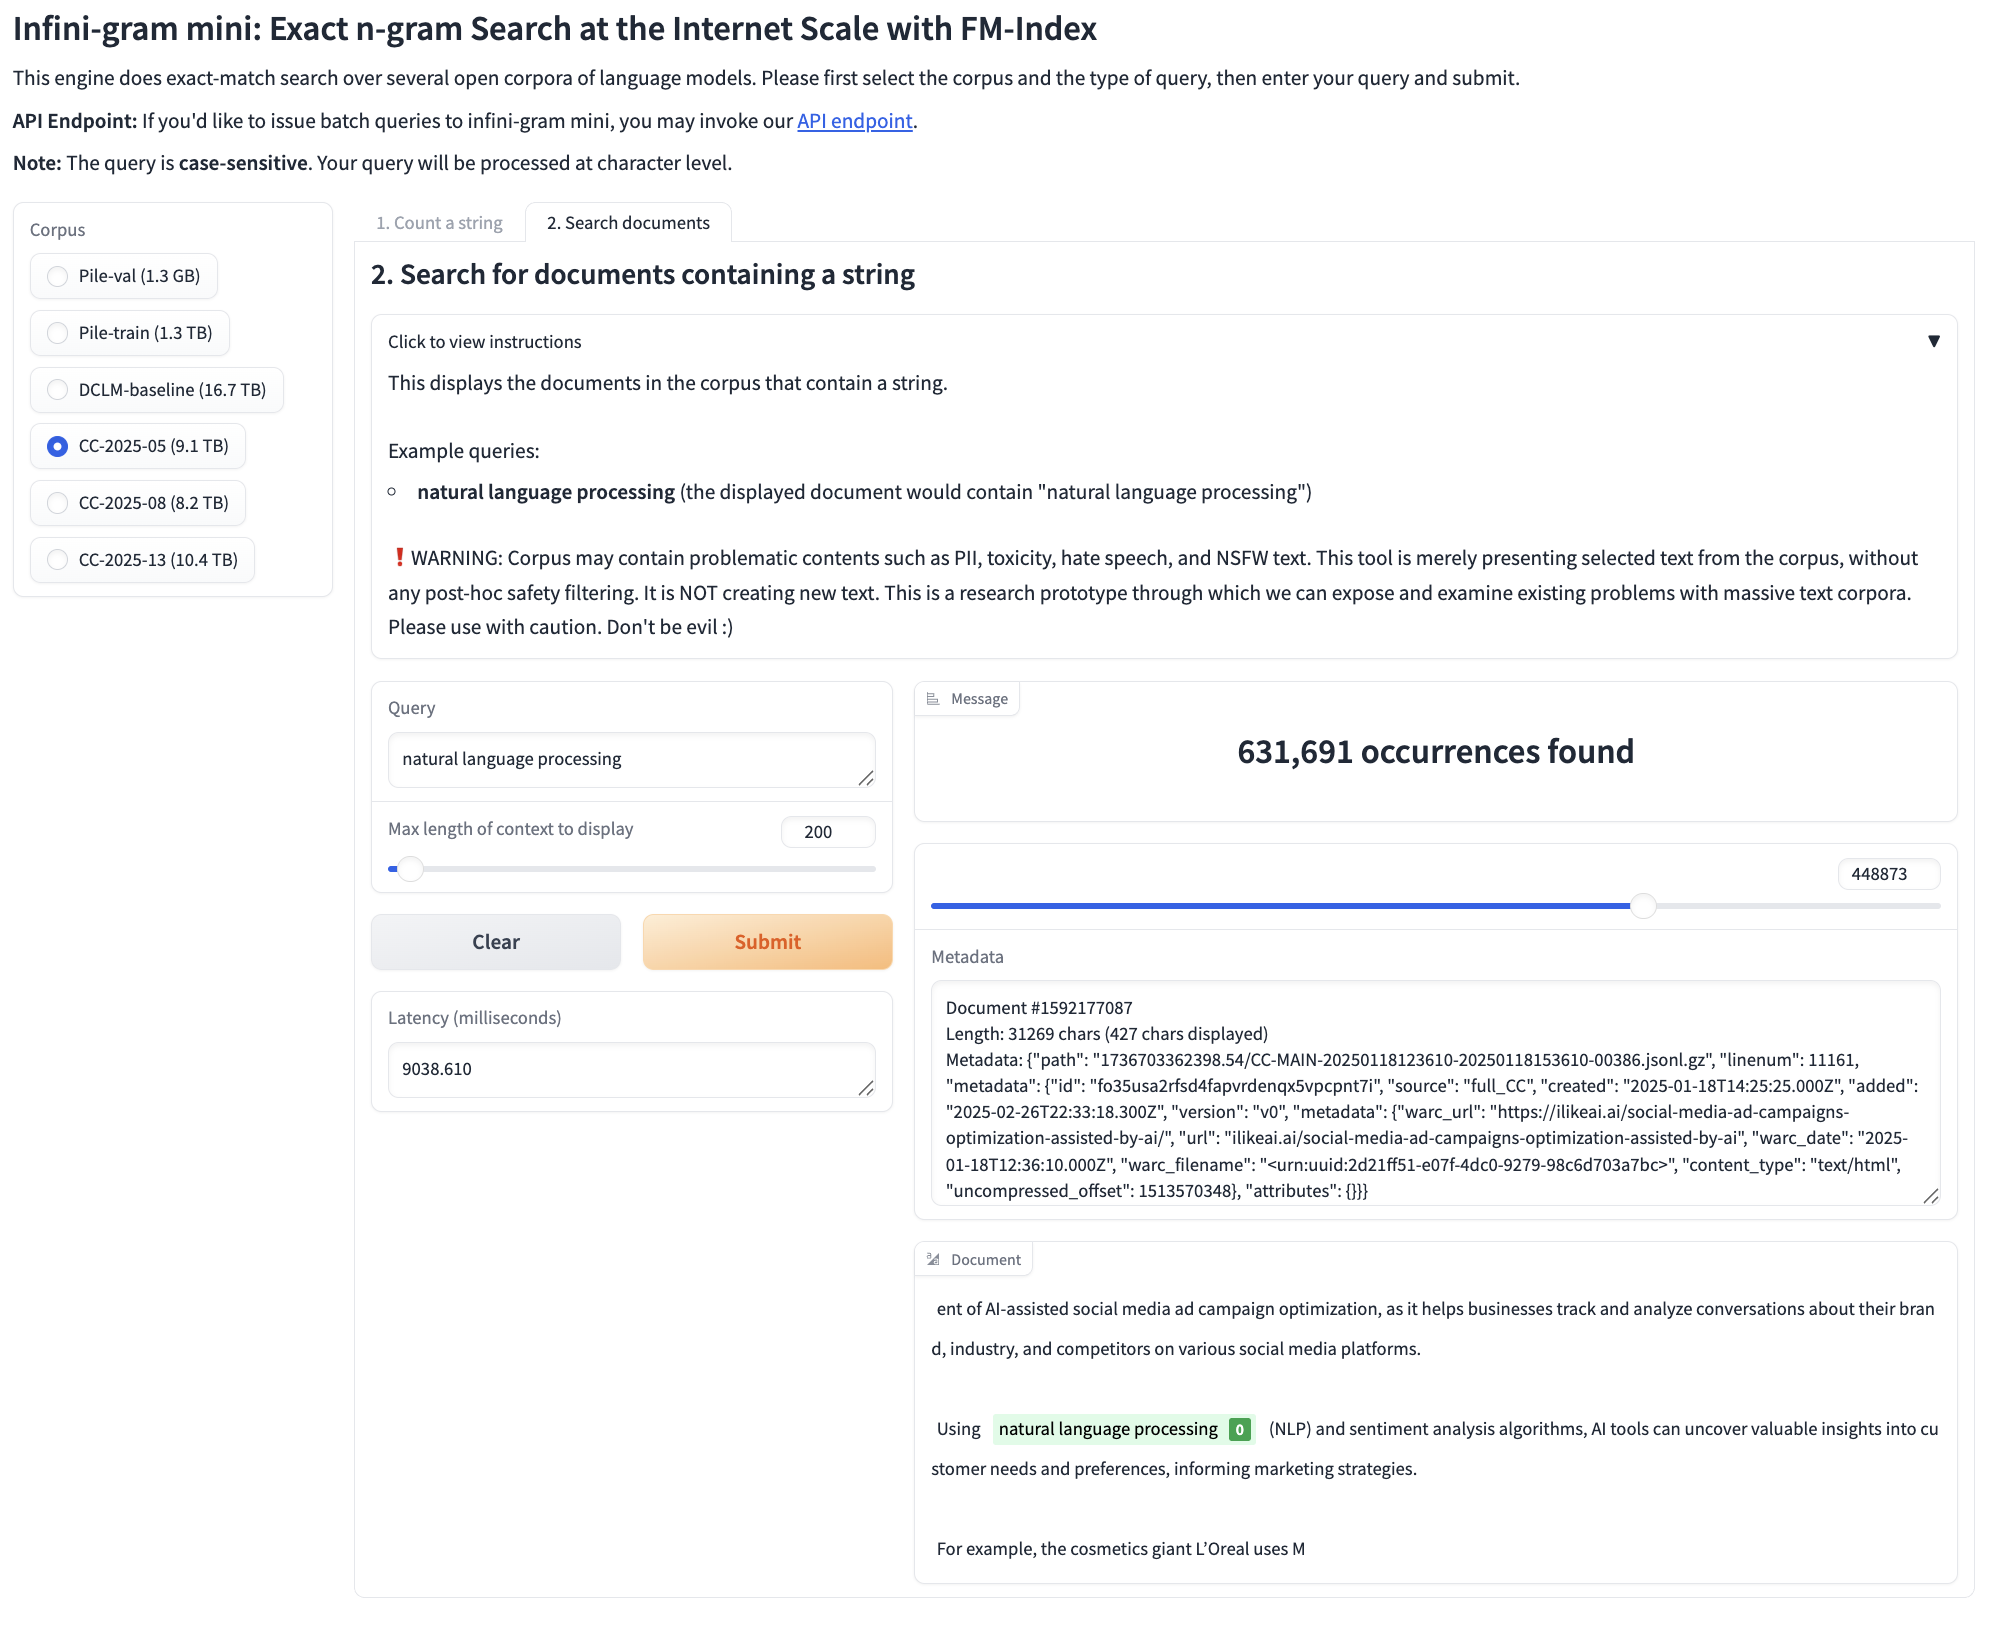 Infini-gram mini: Exact n-gram Search at the Internet Scale with FM-Index
This engine does exact-match search over several open corpora of language models. Please first select the corpus and the type of query, then enter your query and submit.
API Endpoint: If you'd like to issue batch queries to infini-gram mini, you may invoke our API endpoint.
Note: The query is case-sensitive. Your query will be processed at character level.
Corpus
Pile-val (1.3 GB)
Pile-train (1.3 TB)
DCLM-baseline (16.7 TB)
CC-2025-05 (9.1 TB)
CC-2025-08 (8.2 TB)
CC-2025-13 (10.4 TB)
1. Count a string
2. Search documents
2. Search for documents containing a string
Click to view instructions ▼
This displays the documents in the corpus that contain a string.
Example queries:
natural language processing (the displayed document would contain "natural language processing")
❗WARNING: Corpus may contain problematic contents such as PII, toxicity, hate speech, and NSFW text. This tool is merely presenting selected text from the corpus, without
any post-hoc safety filtering. It is NOT creating new text. This is a research prototype through which we can expose and examine existing problems with massive text corpora.
Please use with caution. Don't be evil :)
Query
natural language processing
Max length of context to display
200
Clear
Submit
Latency (milliseconds)
9038.610
Message
631,691 occurrences found
448873
Metadata
Document #1592177087
Length: 31269 chars (427 chars displayed)
Metadata: {"path": "1736703362398.54/CC-MAIN-20250118123610-20250118153610-00386.jsonl.gz", "linenum": 11161,
"metadata": {"id": "fo35usa2rfsd4fapvrdenqx5vpcpnt7i", "source": "full_CC", "created": "2025-01-18T14:25:25.000Z", "added":
"2025-02-26T22:33:18.300Z", "version": "v0", "metadata": {"warc_url": "https://ilikeai.ai/social-media-ad-campaigns-
optimization-assisted-by-ai/", "url": "ilikeai.ai/social-media-ad-campaigns-optimization-assisted-by-ai", "warc_date": "2025-
01-18T12:36:10.000Z", "warc_filename": "<urn:uuid:2d21ff51-e07f-4dc0-9279-98c6d703a7bc>", "content_type": "text/html",
"uncompressed_offset": 1513570348}, "attributes": {}}}
Document
ent of AI-assisted social media ad campaign optimization, as it helps businesses track and analyze conversations about their bran
d, industry, and competitors on various social media platforms.
Using natural language processing 0 (NLP) and sentiment analysis algorithms, AI tools can uncover valuable insights into cu
stomer needs and preferences, informing marketing strategies.
For example, the cosmetics giant L’Oreal uses M